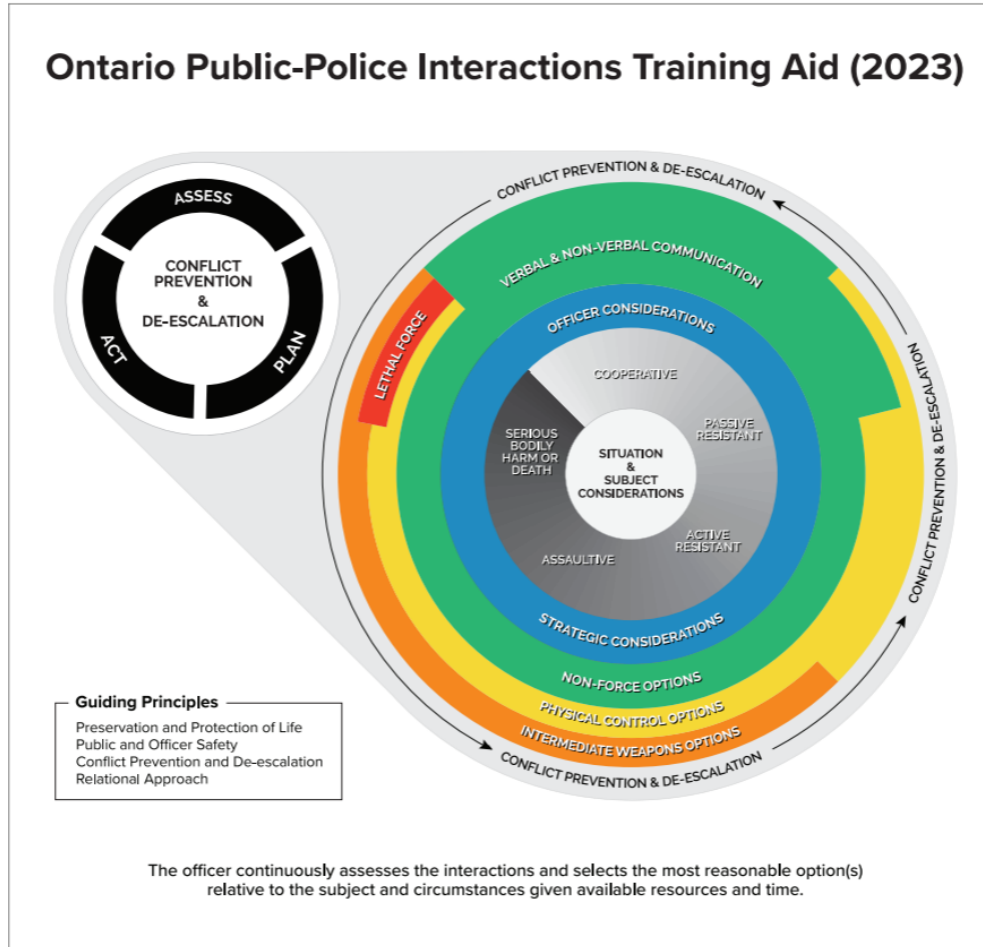 Ontario Public-Police Interactions Training Aid (2023)
ASSESS
PLAN
ACT
CONFLICT
PREVENTION
&
DE-ESCALATION
CONFLICT PREVENTION & DE-ESCALATION
VERBAL & NON-VERBAL COMMUNICATION
OFFICER CONSIDERATIONS
LETHAL FORCE
COOPERATIVE
PASSIVE
RESISTANT
SERIOUS
BODILY
HARM OR
DEATH
SITUATION
&
SUBJECT
CONSIDERATIONS
ACTIVE
RESISTANT
ASSAULTIVE
CONFLICT PREVENTION & DE-ESCALATION
STRATEGIC CONSIDERATIONS
NON-FORCE OPTIONS
PHYSICAL CONTROL OPTIONS
INTERMEDIATE WEAPONS OPTIONS
CONFLICT PREVENTION & DE-ESCALATION
Guiding Principles
Preservation and Protection of Life
Public and Officer Safety
Conflict Prevention and De-escalation
Relational Approach
The officer continuously assesses the interactions and selects the most reasonable option(s)
relative to the subject and circumstances given available resources and time.